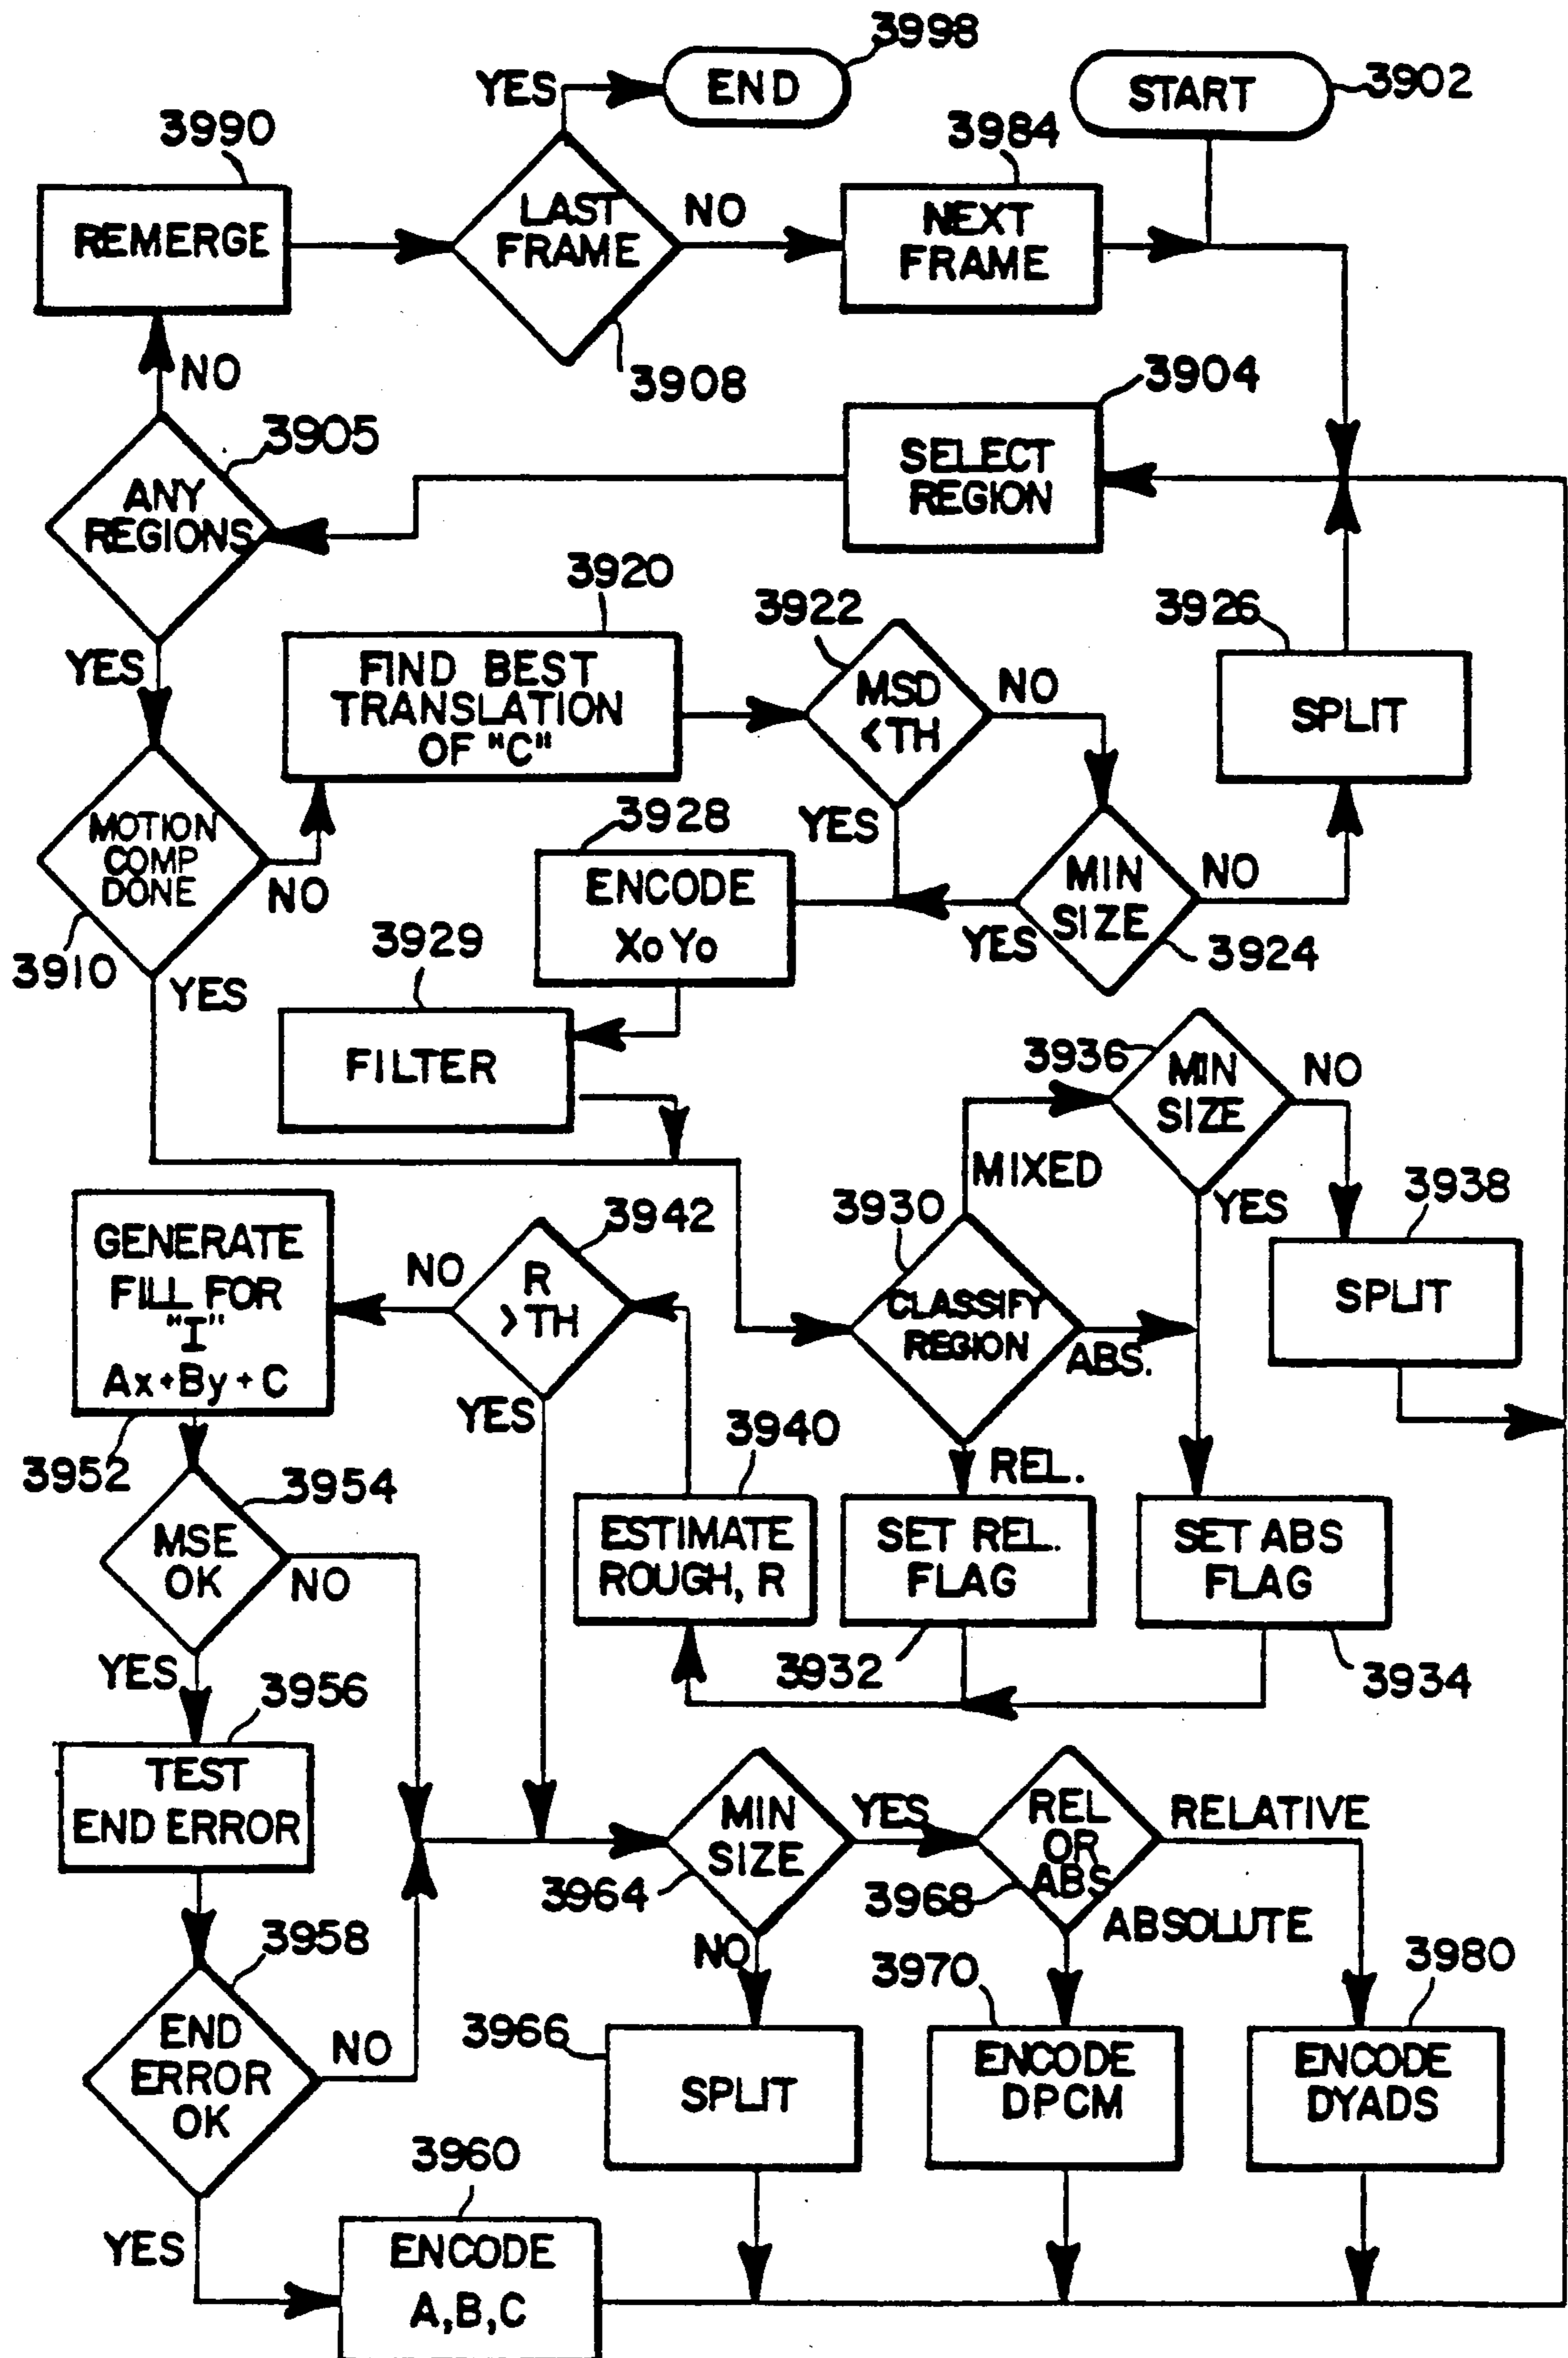 3998
YES
END
START
3902
3990
3984
REMERGE
LAST
FRAME
NO
NEXT
FRAME
3908
NO
3904
3905
SELECT
REGION
ANY
REGIONS
3920
3922
3926
YES
FIND BEST
TRANSLATION
OF "C"
MSD
<TH
NO
SPLIT
MOTION
COMP
DONE
NO
3928
YES
ENCODE
Xo Yo
MIN
SIZE
NO
YES
3924
3910
YES
3929
FILTER
3936
MIN
SIZE
NO
MIXED
YES
3938
SPLIT
3930
CLASSIFY
REGION
ABS.
REL.
GENERATE
FILL FOR
"I"
Ax+By+C
3952
NO
R
>TH
3942
YES
3940
ESTIMATE
ROUGH, R
SET REL.
FLAG
3932
SET ABS
FLAG
3934
3954
MSE
OK
NO
YES
3956
TEST
END ERROR
3958
END
ERROR
OK
NO
YES
MIN
SIZE
YES
3964
NO
REL
OR
ABS
3968
RELATIVE
ABSOLUTE
3966
SPLIT
3970
ENCODE
DPCM
3980
ENCODE
DYADS
3960
ENCODE
A,B,C